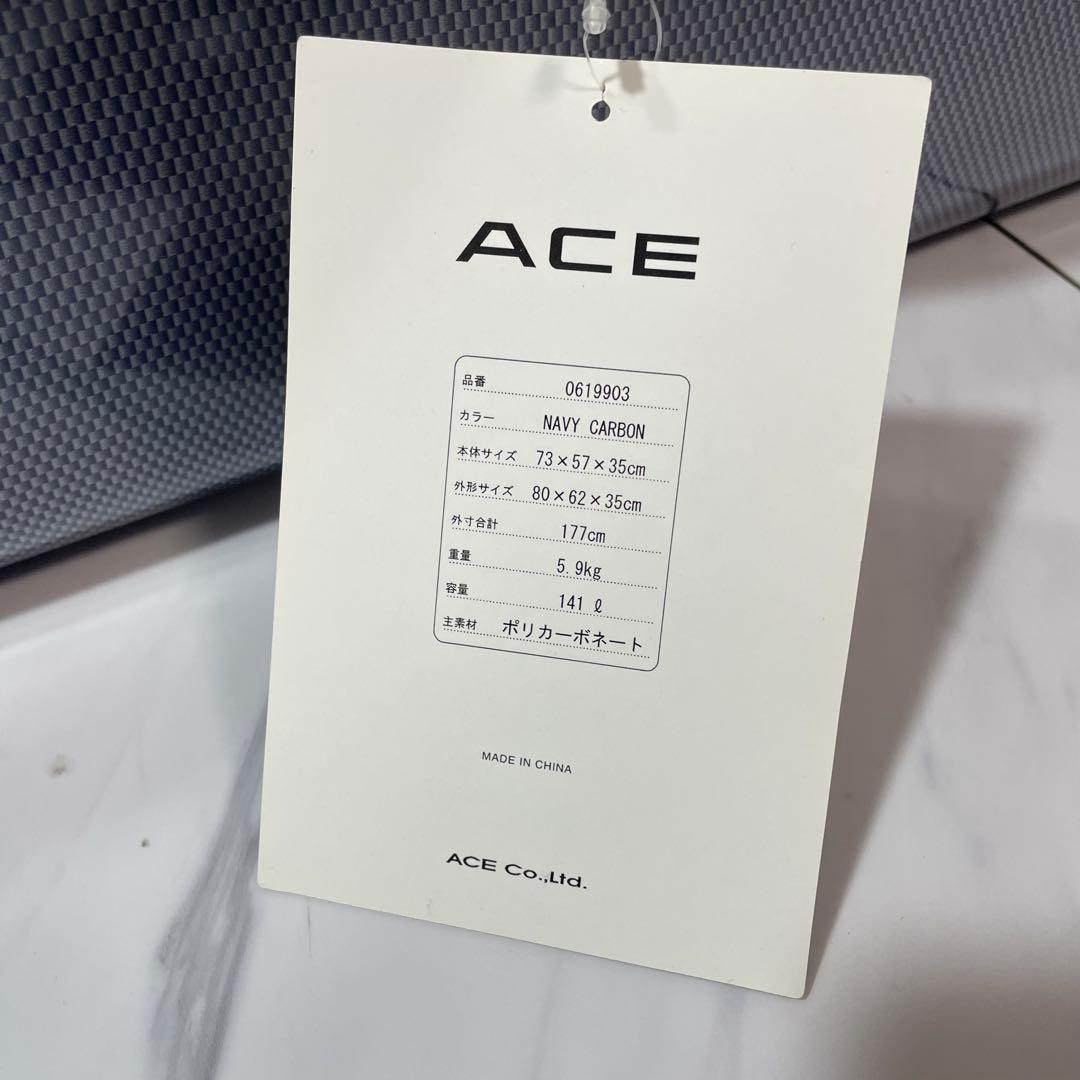 ACE
品番 0619903
カラー NAVY CARBON
本体サイズ 73×57×35cm
外形サイズ 80×62×35cm
外寸合計 177cm
重量 5.9kg
容量 141 ℓ
主素材 ポリカーボネート
MADE IN CHINA
ACE Co.,Ltd.